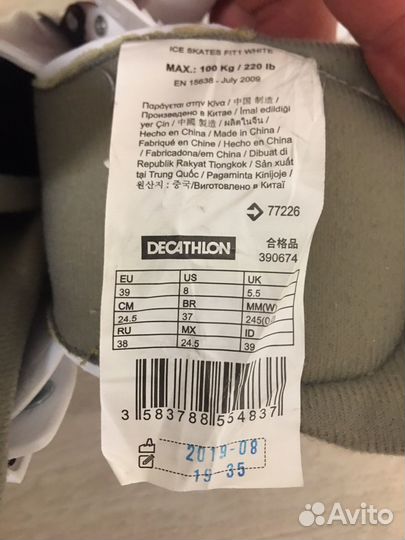 ICE SKATES FIT1 WHITE
MAX.: 100 Kg / 220 lb
EN 15638 - July 2009
Παράγεται στην Κίνα / 中国 制造 /
Произведено в Китае / İmal edildiği
yer Çin / 中國 製造 / ผลิตในจีน /
Hecho en China / Made in China /
Fabriqué en Chine / Hecho en China
/ Fabricado/em China / Dibuat di
Republik Rakyat Tiongkok / Sản xuất
tại Trung Quốc / Pagaminta Kinijoje /
원산지: 중국/Виготовлено в Китаї
77226
DECATHLON 合格品
390674
EU US UK
39 8 5.5
CM BR MM(W)
24.5 37 245(
RU MX ID
38 24.5 39
3 583788 554837
2019-08
19 35
Avito